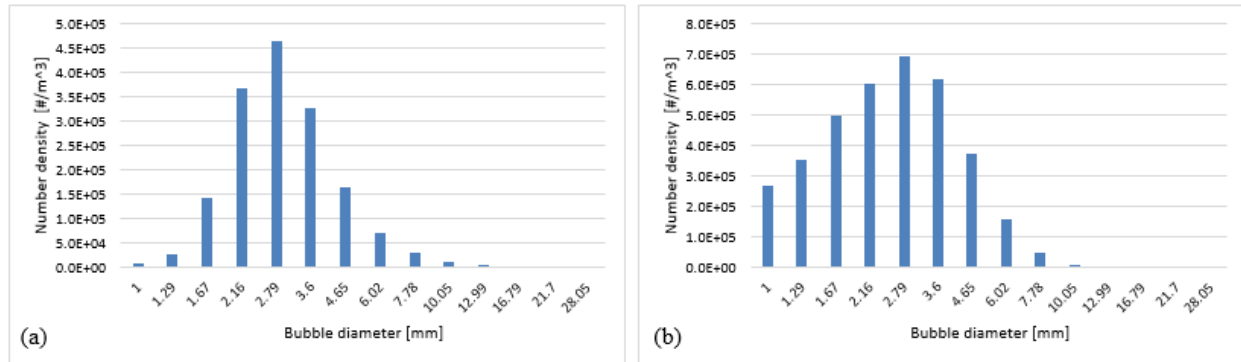 5.0E+05
4.5E+05
4.0E+05
3.5E+05
3.0E+05
2.5E+05
2.0E+05
1.5E+05
1.0E+05
5.0E+04
0.0E+00
Number density [#/m^3]
1 1.29 1.67 2.16 2.79 3.6 4.65 6.02 7.78 10.05 12.99 16.79 21.7 28.05
Bubble diameter [mm]
(a)
8.0E+05
7.0E+05
6.0E+05
5.0E+05
4.0E+05
3.0E+05
2.0E+05
1.0E+05
0.0E+00
Number density [#/m^3]
1 1.29 1.67 2.16 2.79 3.6 4.65 6.02 7.78 10.05 12.99 16.79 21.7 28.05
Bubble diameter [mm]
(b)